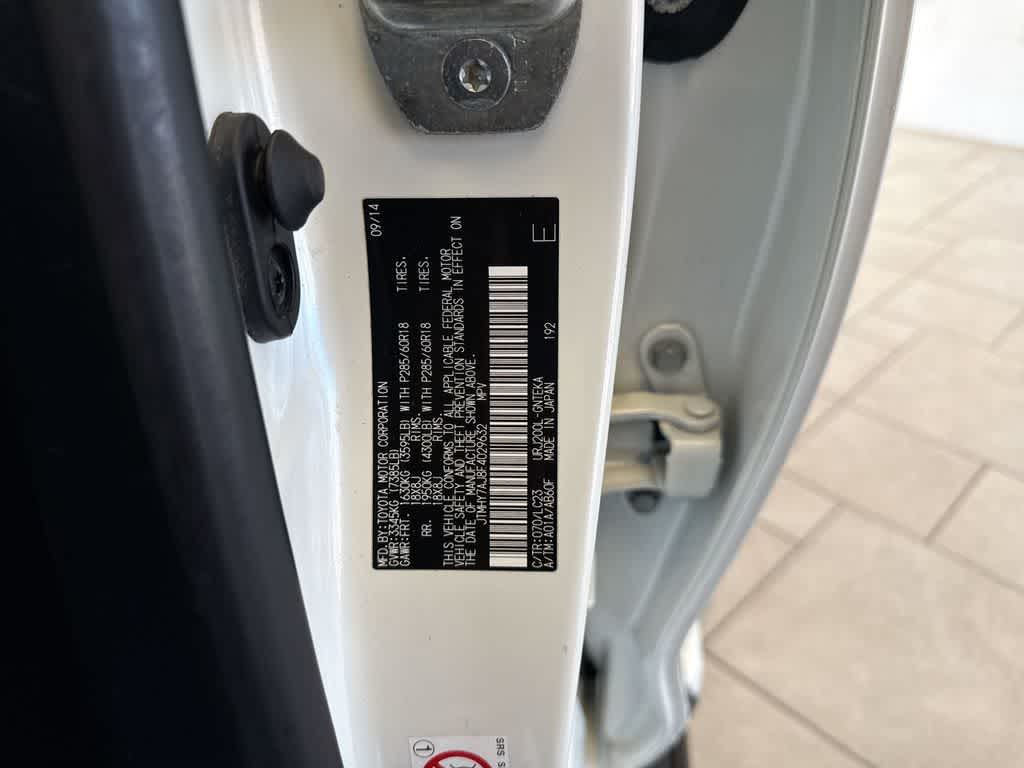 09/14
MFD.BY:TOYOTA MOTOR CORPORATION
GVWR:3345KG(7385LB)
GAWR:FRT. 1630KG (3595LB) WITH P285/60R18 TIRES.
18X8J RIMS.
RR. 1950KG (4300LB) WITH P285/60R18 TIRES.
18X8J RIMS.
THIS VEHICLE CONFORMS TO ALL APPLICABLE FEDERAL MOTOR
VEHICLE SAFETY AND THEFT PREVENTION STANDARDS IN EFFECT ON
THE DATE OF MANUFACTURE SHOWN ABOVE.
JTMHY7AJ8F4029632 MPV
C/TR:070/LC23 URJ200L-GNTEKA 192
A/TM:A01A/AB60F MADE IN JAPAN E
1
SRS